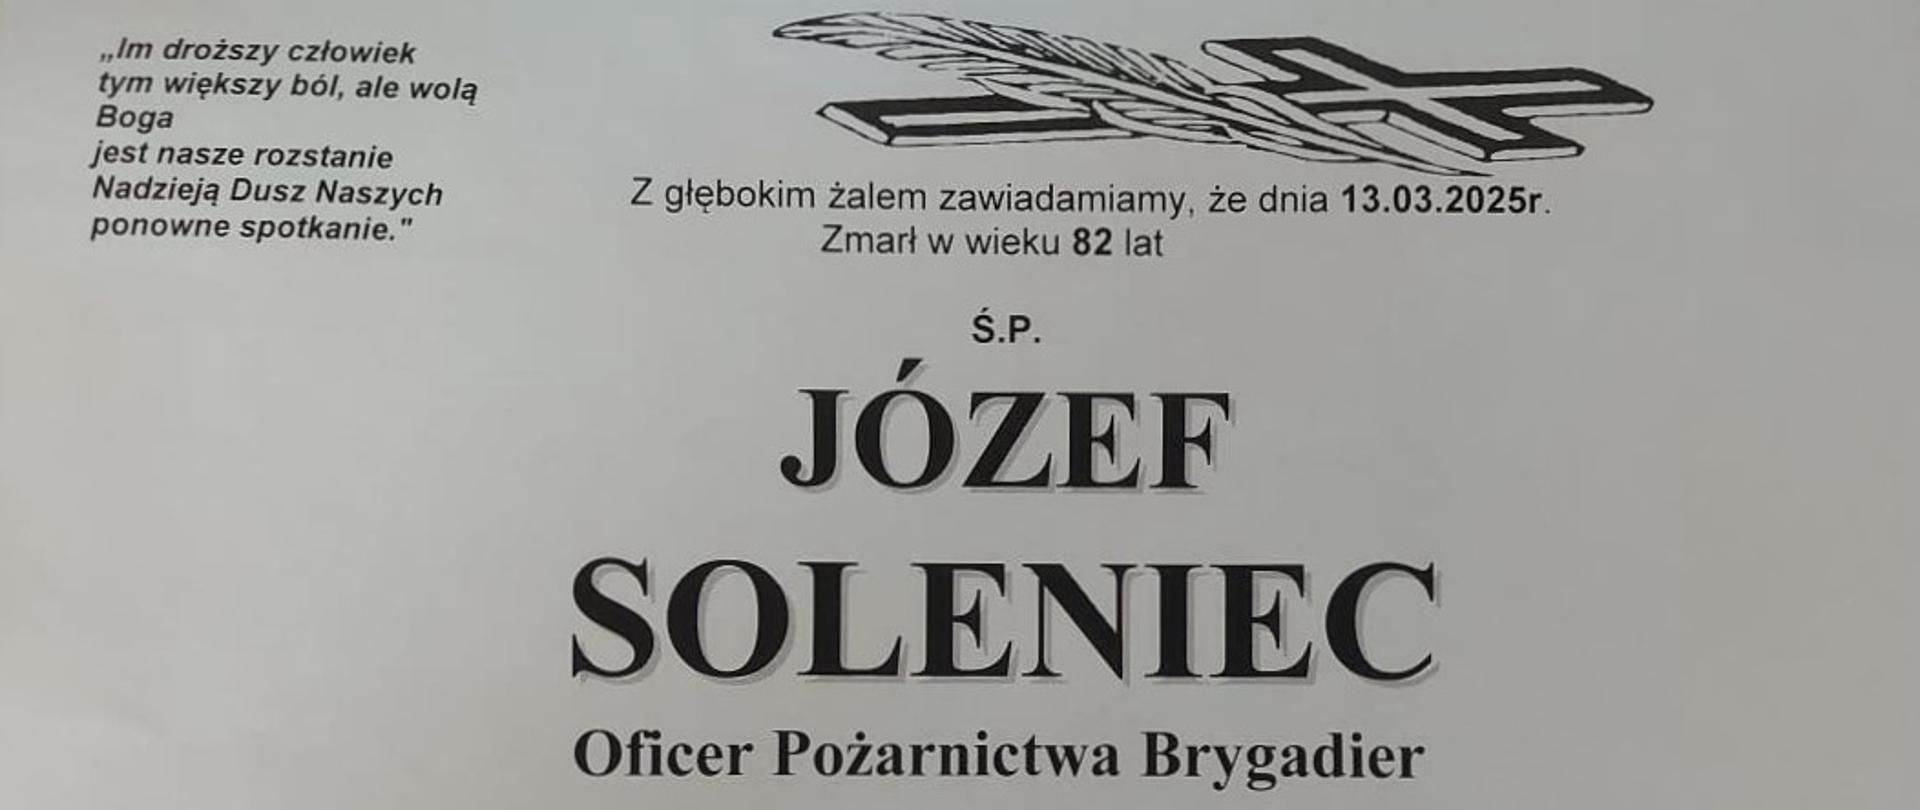 „Im droższy człowiek
tym większy ból, ale wolą
Boga
jest nasze rozstanie
Nadzieją Dusz Naszych
ponowne spotkanie."
Z głębokim żalem zawiadamiamy, że dnia 13.03.2025r.
Zmarł w wieku 82 lat
Ś.P.
JÓZEF
SOLENIEC
Oficer Pożarnictwa Brygadier